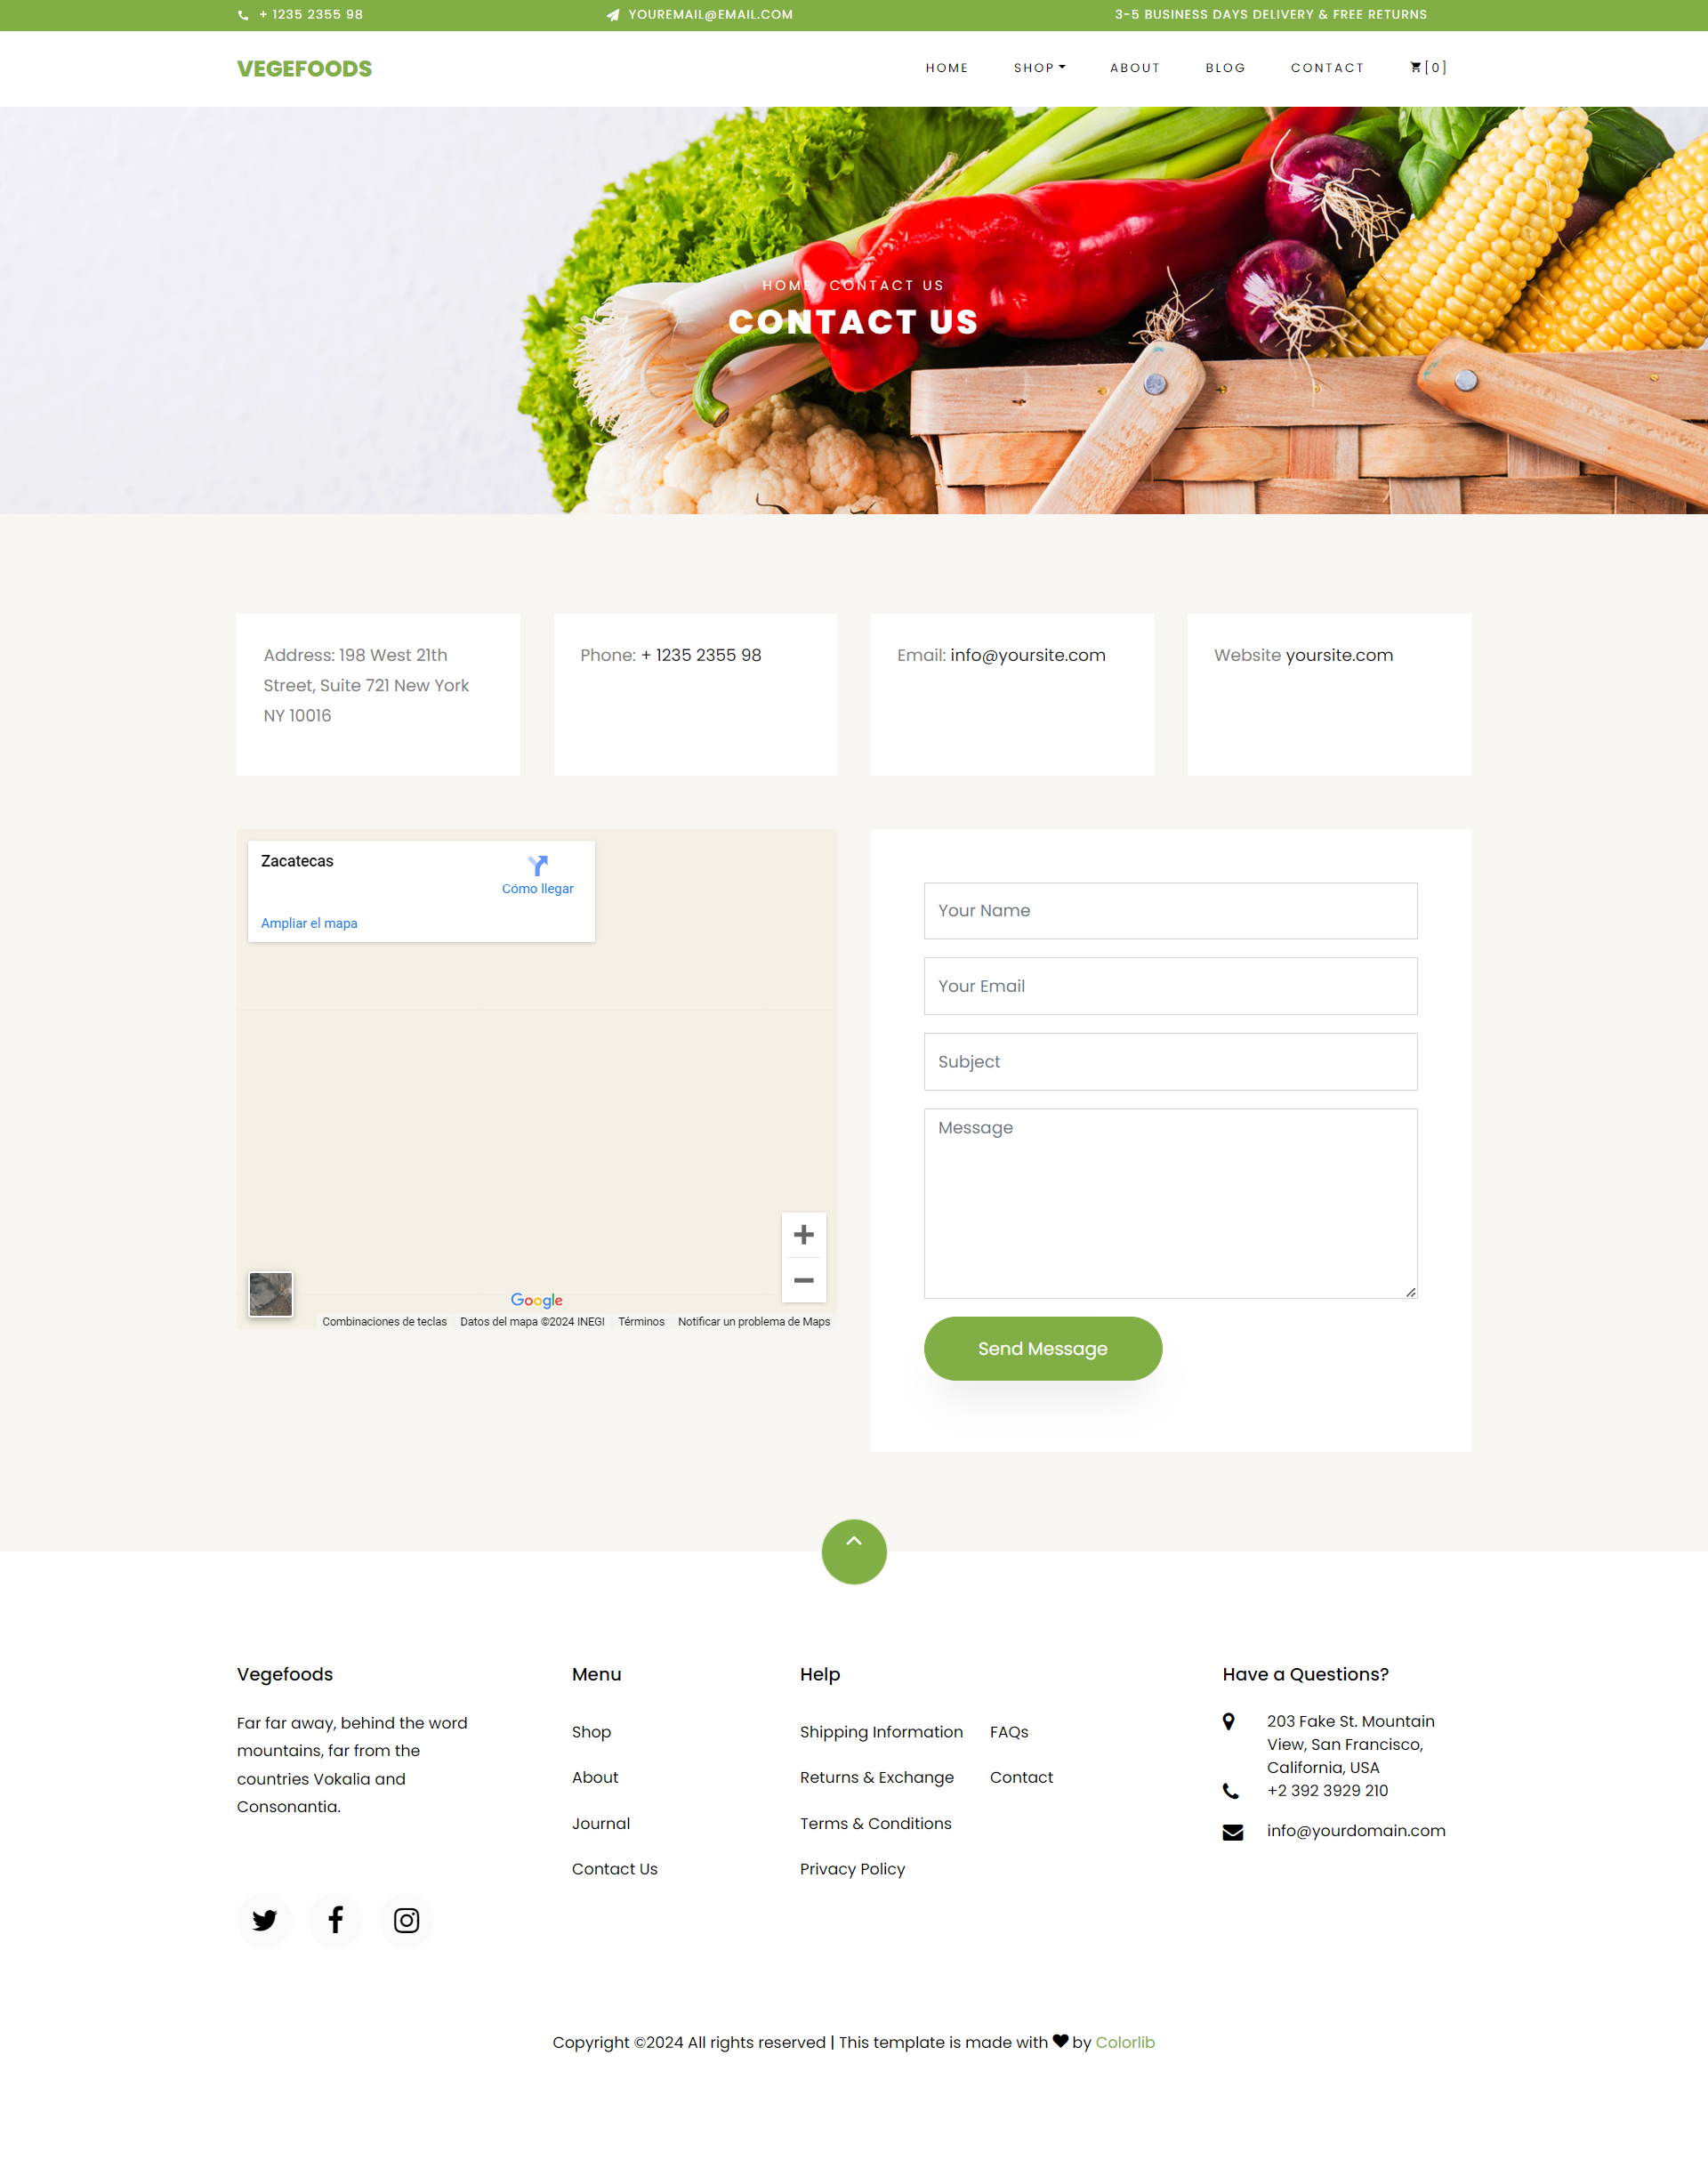 + 1235 2355 98
YOUREMAIL@EMAIL.COM
3-5 BUSINESS DAYS DELIVERY & FREE RETURNS
VEGEFOODS
HOME
SHOP
ABOUT
BLOG
CONTACT
[0]
HOME CONTACT US
CONTACT US
Address: 198 West 21th
Street, Suite 721 New York
NY 10016
Phone: + 1235 2355 98
Email: info@yoursite.com
Website yoursite.com
Zacatecas
Cómo llegar
Ampliar el mapa
Google
Combinaciones de teclas
Datos del mapa ©2024 INEGI
Términos
Notificar un problema de Maps
Your Name
Your Email
Subject
Message
Send Message
Vegefoods
Far far away, behind the word
mountains, far from the
countries Vokalia and
Consonantia.
Menu
Shop
About
Journal
Contact Us
Help
Shipping Information
Returns & Exchange
Terms & Conditions
Privacy Policy
FAQs
Contact
Have a Questions?
203 Fake St. Mountain
View, San Francisco,
California, USA
+2 392 3929 210
info@yourdomain.com
Copyright ©2024 All rights reserved | This template is made with ♥ by Colorlib